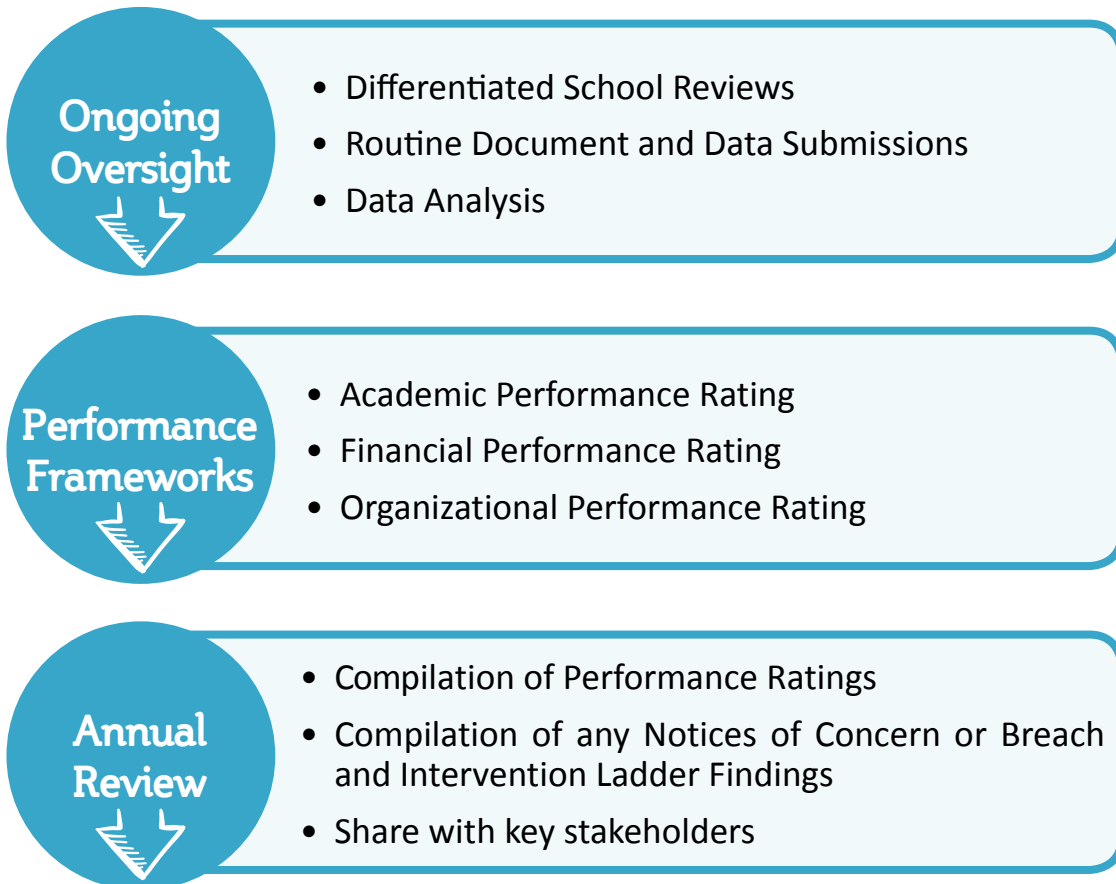 Ongoing
Oversight
• Differentiated School Reviews
• Routine Document and Data Submissions
• Data Analysis
Performance
Frameworks
• Academic Performance Rating
• Financial Performance Rating
• Organizational Performance Rating
Annual
Review
• Compilation of Performance Ratings
• Compilation of any Notices of Concern or Breach
and Intervention Ladder Findings
• Share with key stakeholders